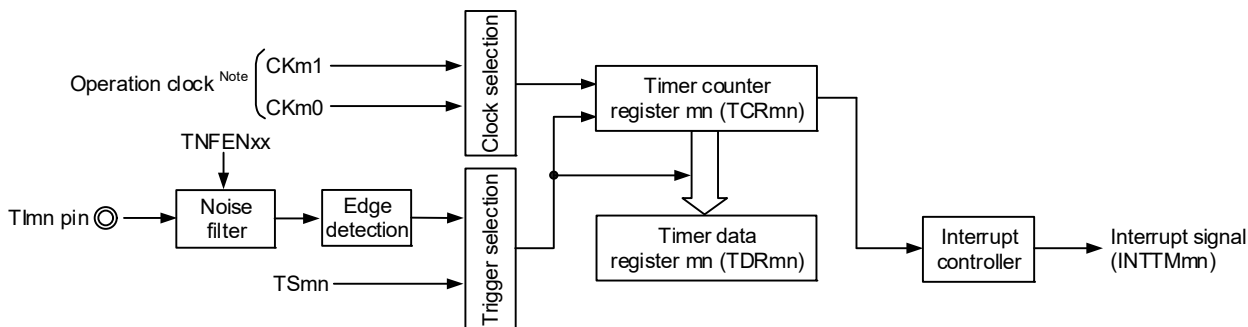 Operation clock Note
CKm1
CKm0
Clock selection
Timer counter
register mn (TCRmn)
TNFENxx
TImn pin
Noise
filter
Edge
detection
TSmn
Trigger selection
Timer data
register mn (TDRmn)
Interrupt
controller
Interrupt signal
(INTTMmn)